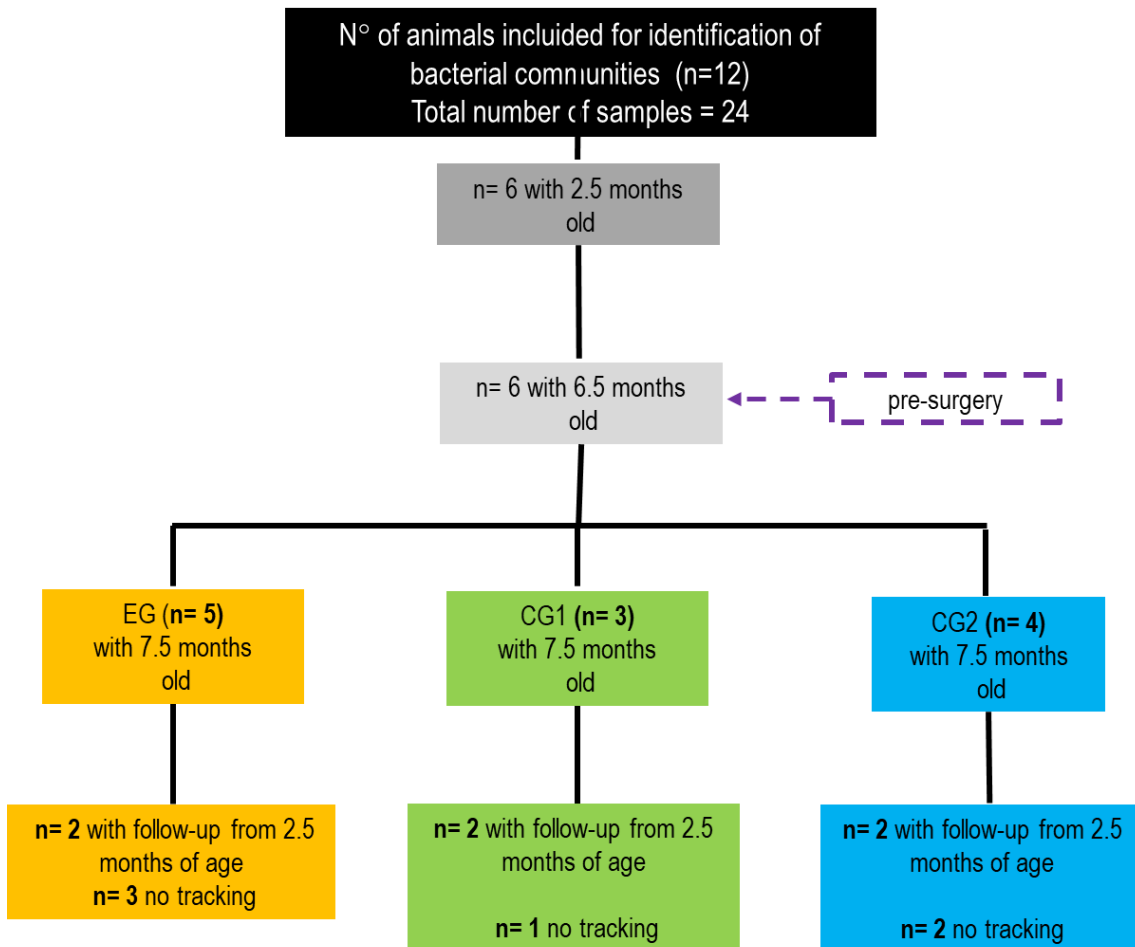 N° of animals incluided for identification of
bacterial communities (n=12)
Total number of samples = 24
n= 6 with 2.5 months
old
n= 6 with 6.5 months
old
pre-surgery
EG (n= 5)
with 7.5 months
old
CG1 (n= 3)
with 7.5 months
old
CG2 (n= 4)
with 7.5 months
old
n= 2 with follow-up from 2.5
months of age
n= 3 no tracking
n= 2 with follow-up from 2.5
months of age
n= 1 no tracking
n= 2 with follow-up from 2.5
months of age
n= 2 no tracking